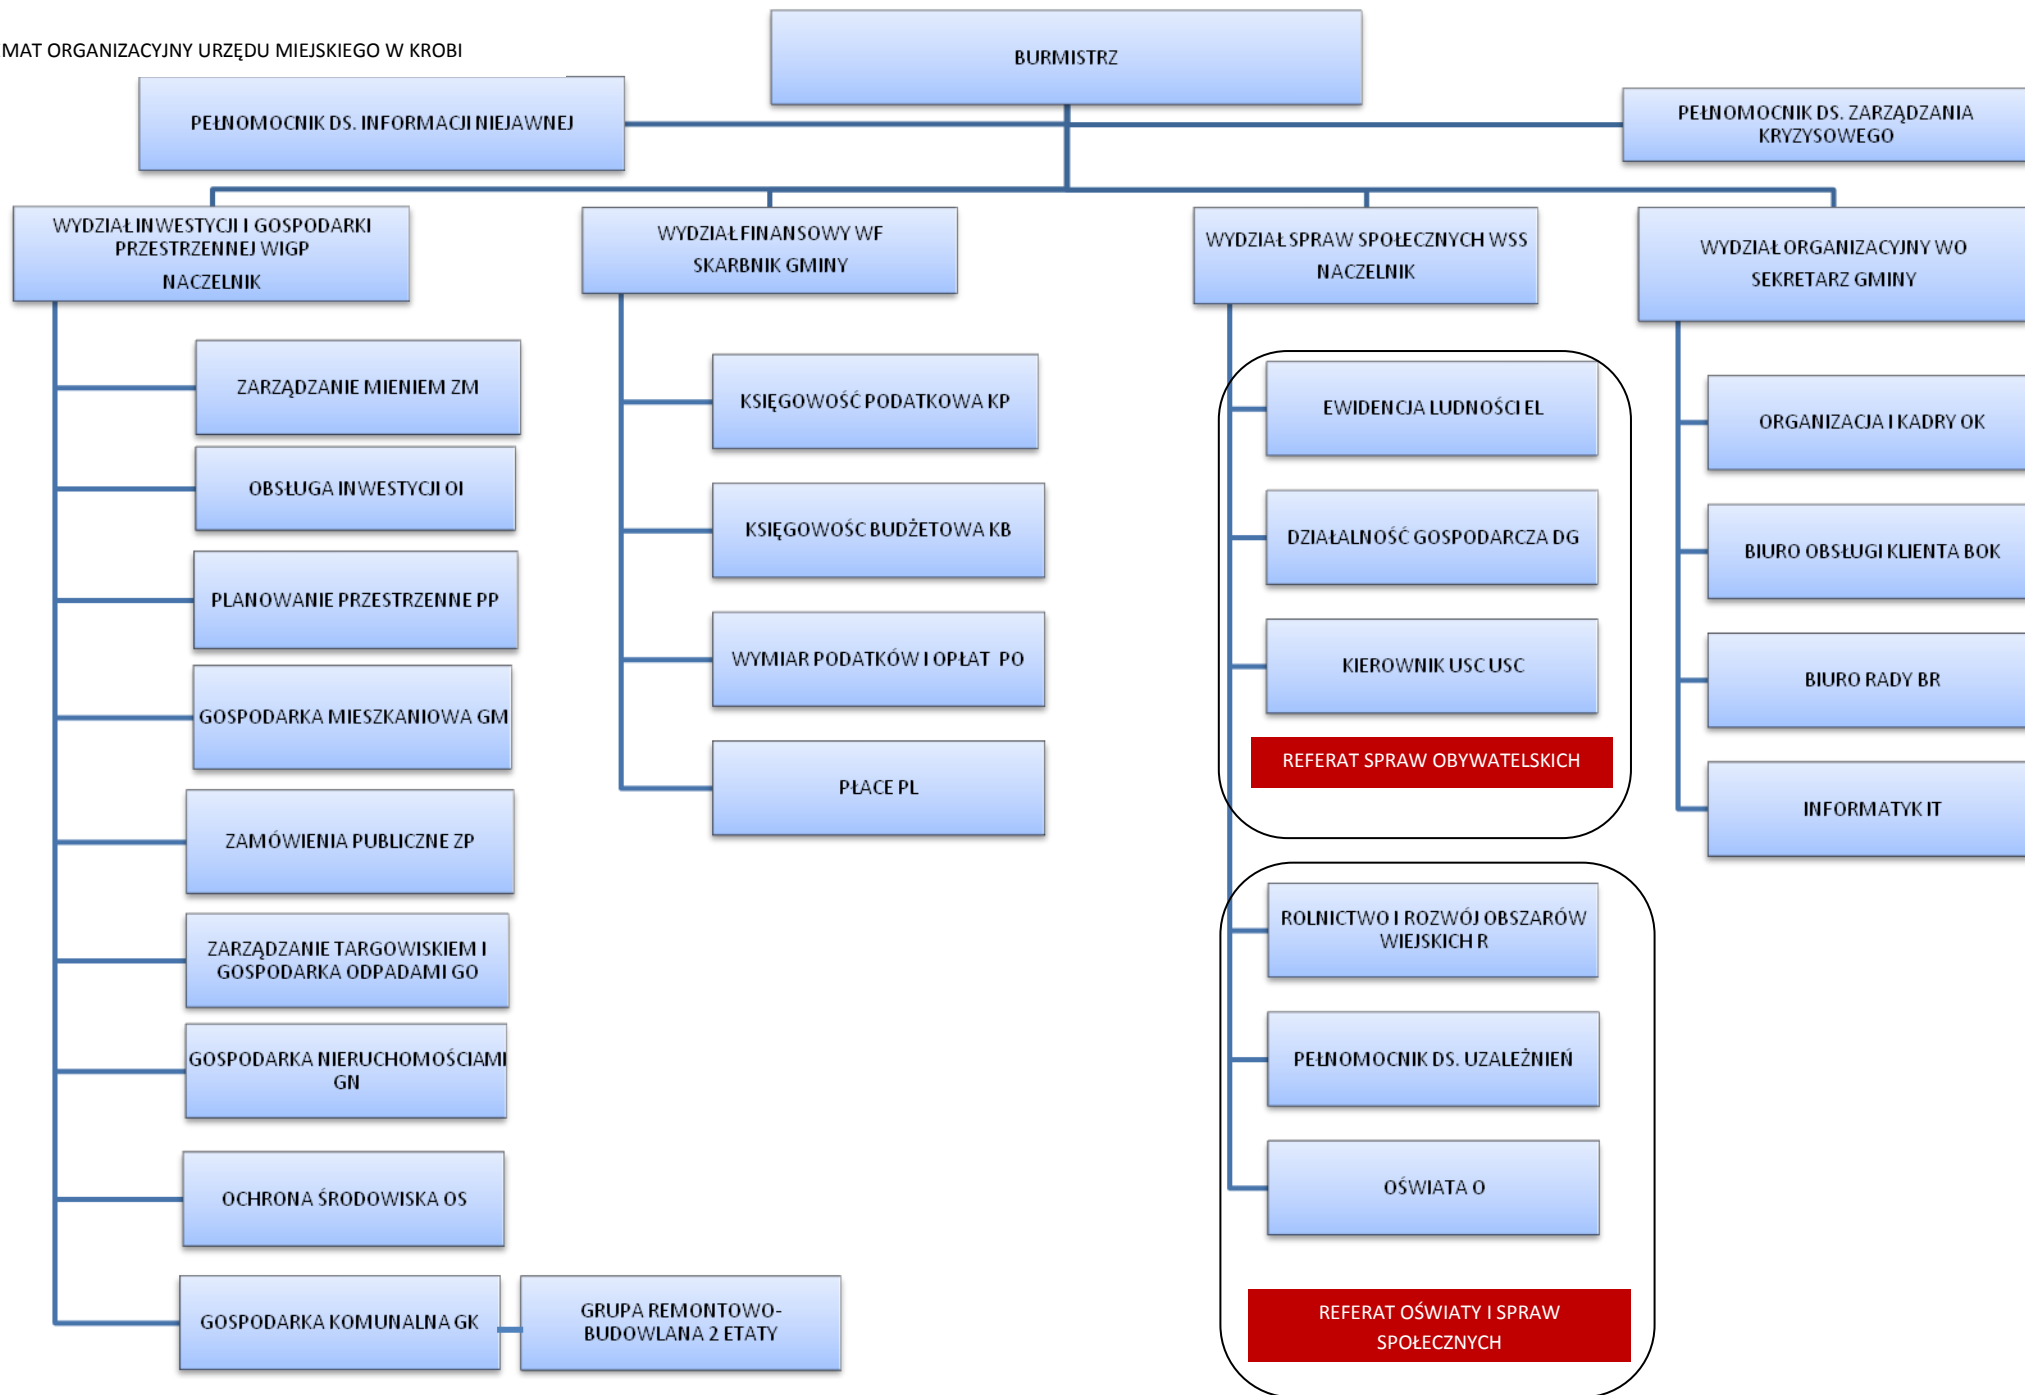 MAT ORGANIZACYJNY URZĘDU MIEJSKIEGO W KROBI
BURMISTRZ
PEŁNOMOCNIK DS. INFORMACJI NIEJAWNEJ
PEŁNOMOCNIK DS. ZARZĄDZANIA
KRYZYSOWEGO
WYDZIAŁ INWESTYCJI I GOSPODARKI
PRZESTRZENNEJ WIGP
NACZELNIK
ZARZĄDZANIE MIENIEM ZM
OBSŁUGA INWESTYCJI OI
PLANOWANIE PRZESTRZENNE PP
GOSPODARKA MIESZKANIOWA GM
ZAMÓWIENIA PUBLICZNE ZP
ZARZĄDZANIE TARGOWISKIEM I
GOSPODARKA ODPADAMI GO
GOSPODARKA NIERUCHOMOŚCIAMI
GN
OCHRONA ŚRODOWISKA OS
GOSPODARKA KOMUNALNA GK
GRUPA REMONTOWO-
BUDOWLANA 2 ETATY
WYDZIAŁ FINANSOWY WF
SKARBNIK GMINY
KSIĘGOWOŚĆ PODATKOWA KP
KSIĘGOWOŚC BUDŻETOWA KB
WYMIAR PODATKÓW I OPŁAT PO
PŁACE PL
WYDZIAŁ SPRAW SPOŁECZNYCH WSS
NACZELNIK
EWIDENCJA LUDNOŚCI EL
DZIAŁALNOŚĆ GOSPODARCZA DG
KIEROWNIK USC USC
REFERAT SPRAW OBYWATELSKICH
ROLNICTWO I ROZWÓJ OBSZARÓW
WIEJSKICH R
PEŁNOMOCNIK DS. UZALEŻNIEŃ
OŚWIATA O
REFERAT OŚWIATY I SPRAW
SPOŁECZNYCH
WYDZIAŁ ORGANIZACYJNY WO
SEKRETARZ GMINY
ORGANIZACJA I KADRY OK
BIURO OBSŁUGI KLIENTA BOK
BIURO RADY BR
INFORMATYK IT